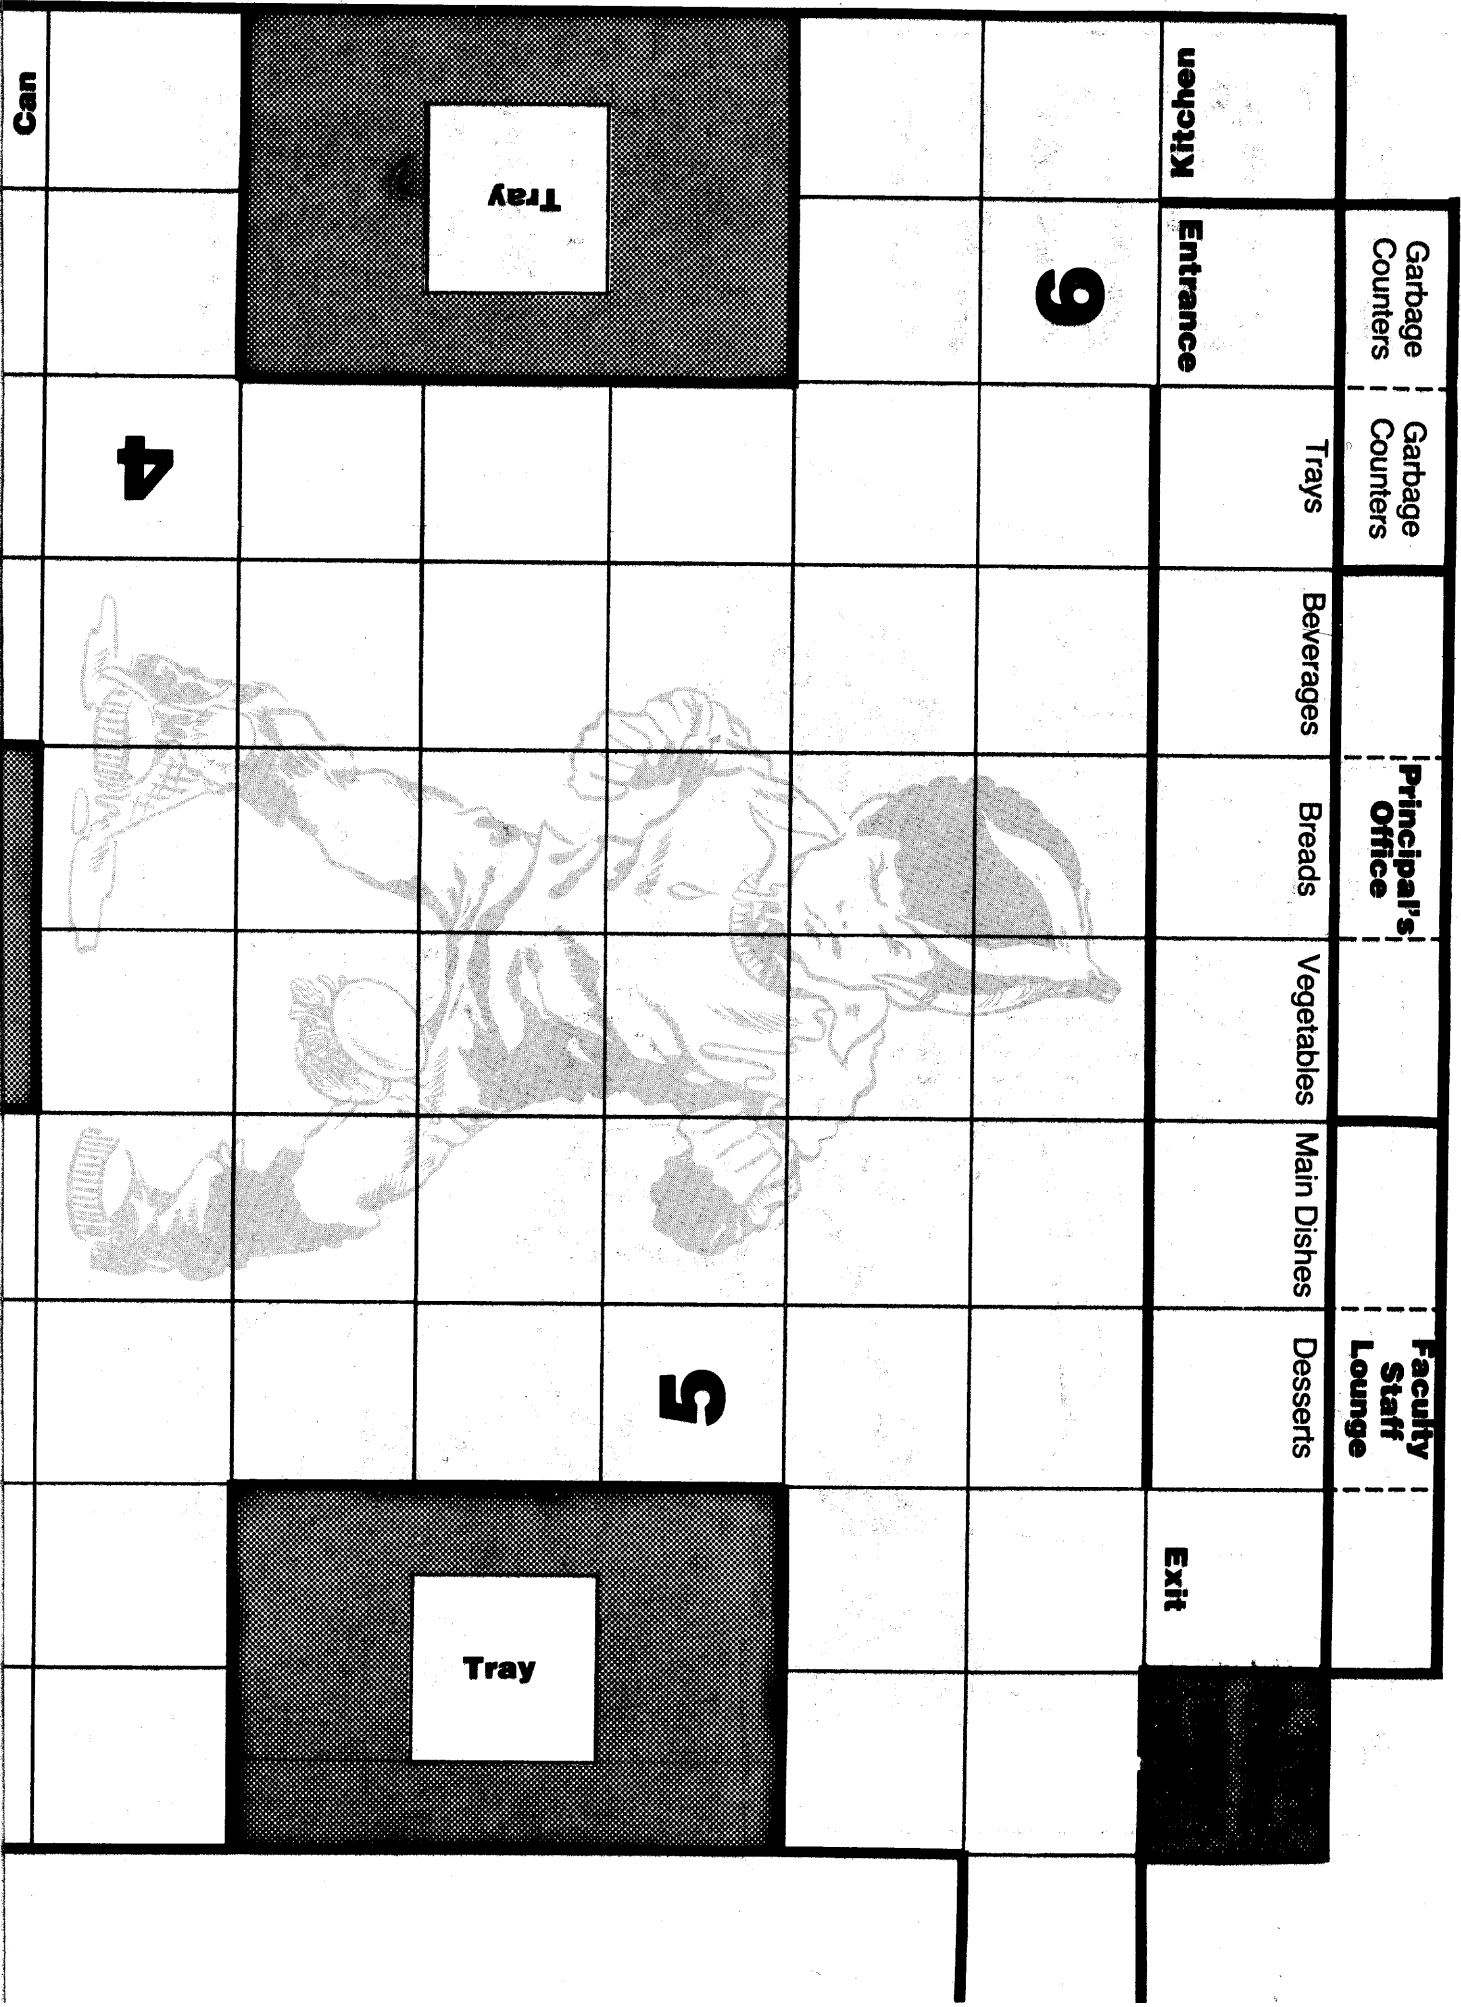 Garbage
Counters
Garbage
Counters
Principal's
Office
Faculty
Staff
Lounge
Trays
Beverages
Breads
Vegetables
Main Dishes
Desserts
Kitchen
Entrance
Exit
6
5
Tray
Tray
4
Can